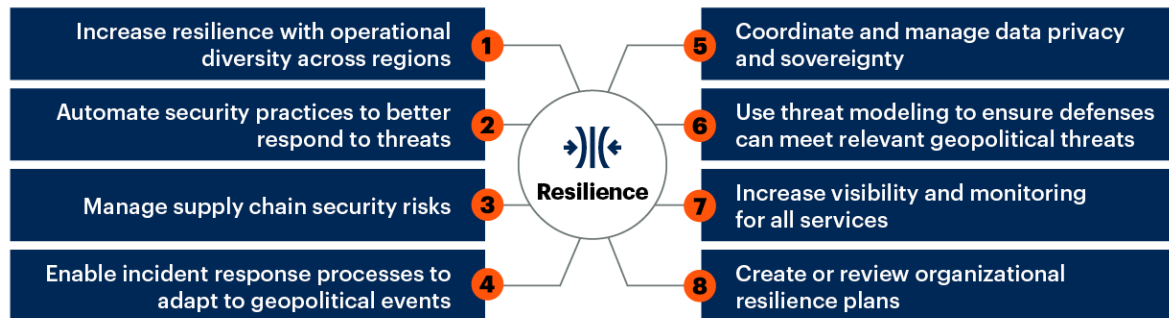 Increase resilience with operational
diversity across regions
1
Automate security practices to better
respond to threats
2
Manage supply chain security risks
3
Enable incident response processes to
adapt to geopolitical events
4
Resilience
5
Coordinate and manage data privacy
and sovereignty
6
Use threat modeling to ensure defenses
can meet relevant geopolitical threats
7
Increase visibility and monitoring
for all services
8
Create or review organizational
resilience plans